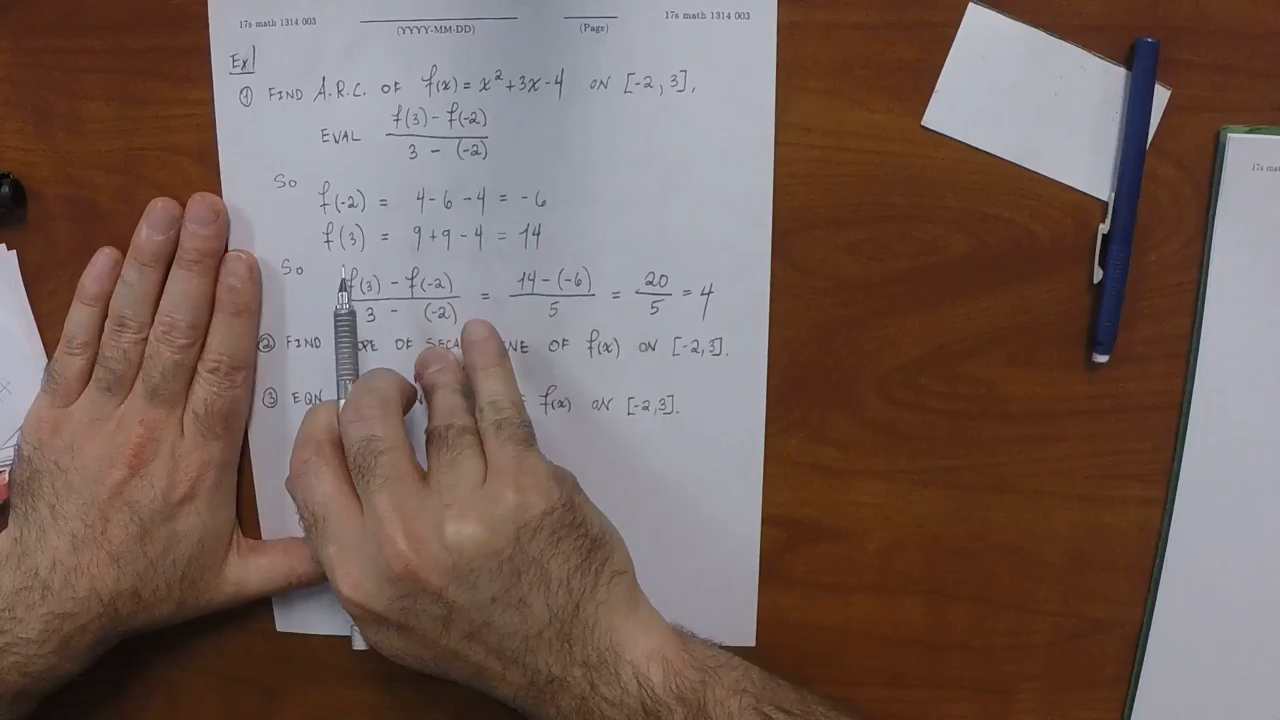 17s math 1314 003
(YYYY-MM-DD)
(Page)
17s math 1314 003
Ex1
① FIND A.R.C. OF f(x) = x²+3x-4 ON [-2, 3],
EVAL f(3) - f(-2) / 3 - (-2)
So
f(-2) = 4-6-4 = -6
f(3) = 9+9-4 = 14
So f(3) - f(-2) / 3 - (-2) = 14-(-6) / 5 = 20 / 5 = 4
② FIND OF OF f(x) ON [-2,3].
③ EQN f(x) ON [-2,3].
17s